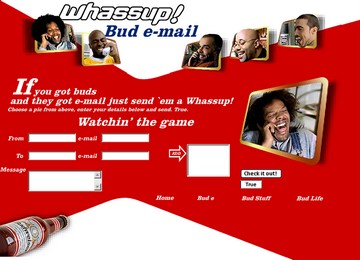 whassup!
Bud e-mail
If you got buds
and they got e-mail just send `em a Whassup!
Choose a pic from above, enter your details below and send. True.
Watchin' the game
From e-mail
To e-mail
ADD
Message
Check it out!
True
Home Bud e Bud Stuff Bud Life